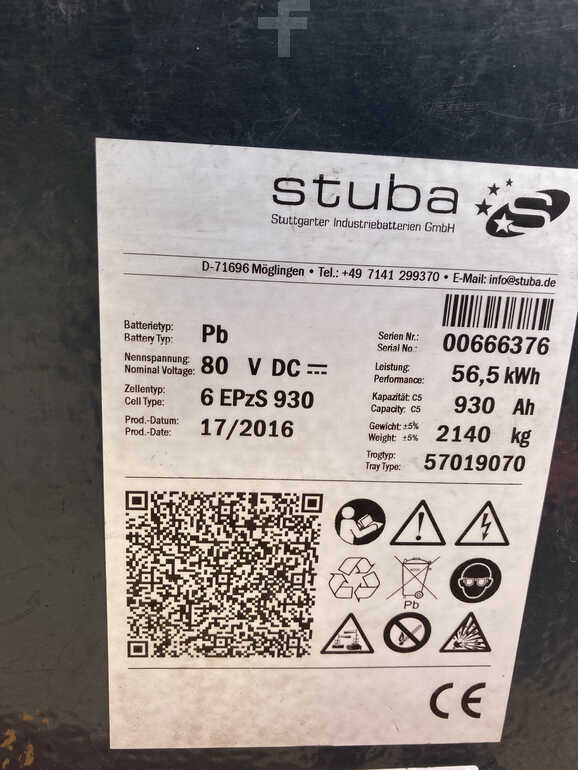 f
stuba
Stuttgarter Industriebatterien GmbH
D-71696 Möglingen • Tel.: +49 7141 299370 • E-Mail: info@stuba.de
Batterietyp:
Battery Typ: Pb
Nennspannung:
Nominal Voltage: 80 V DC
Zellentyp:
Cell Type: 6 EPzS 930
Prod.-Datum:
Prod.-Date: 17/2016
Serien Nr.:
Serial No.: 00666376
Leistung:
Performance: 56,5 kWh
Kapazität: C5
Capacity: C5 930 Ah
Gewicht: ±5%
Weight: ±5% 2140 kg
Trogtyp:
Tray Type: 57019070
Pb
CE